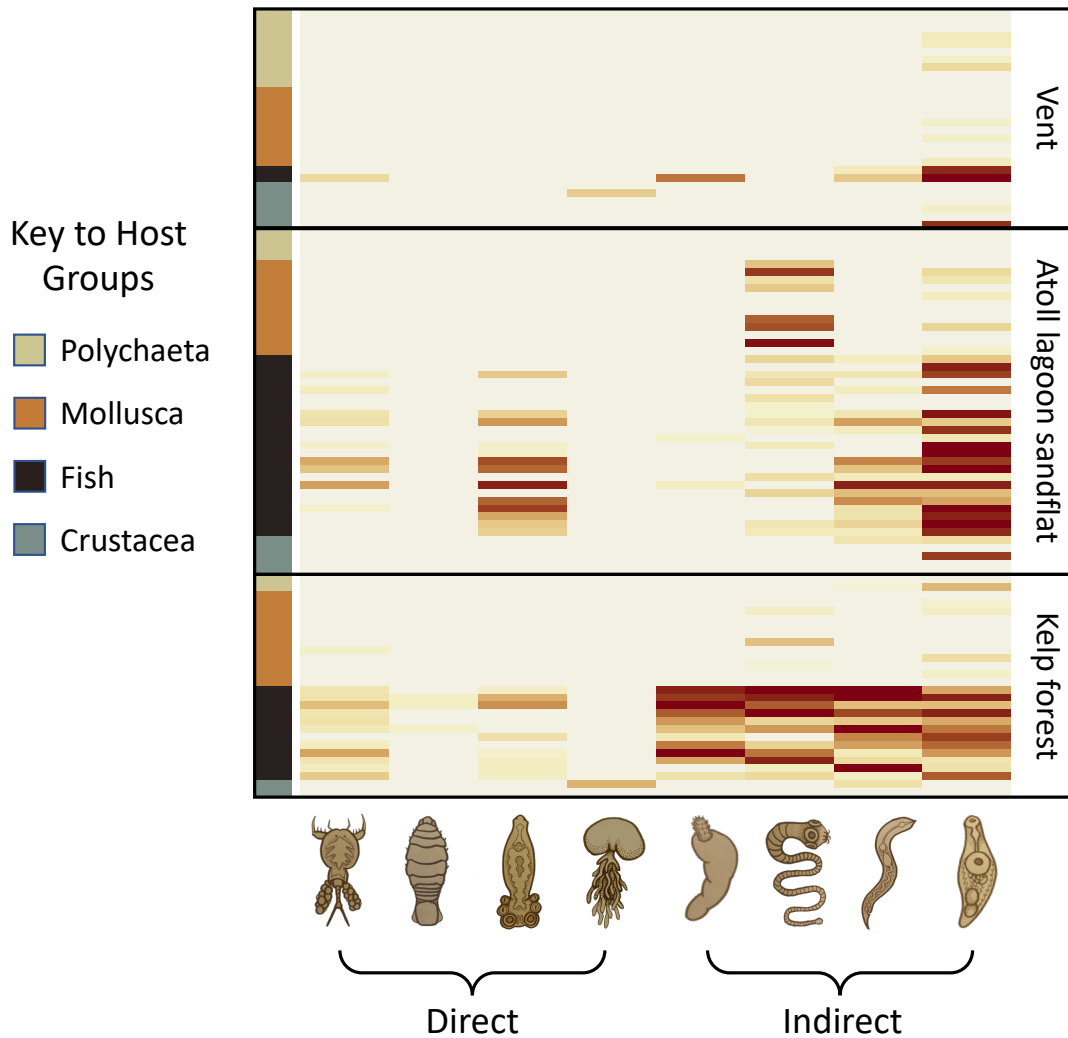 Key to Host
Groups
Polychaeta
Mollusca
Fish
Crustacea
Vent
Atoll lagoon sandflat
Kelp forest
Direct
Indirect